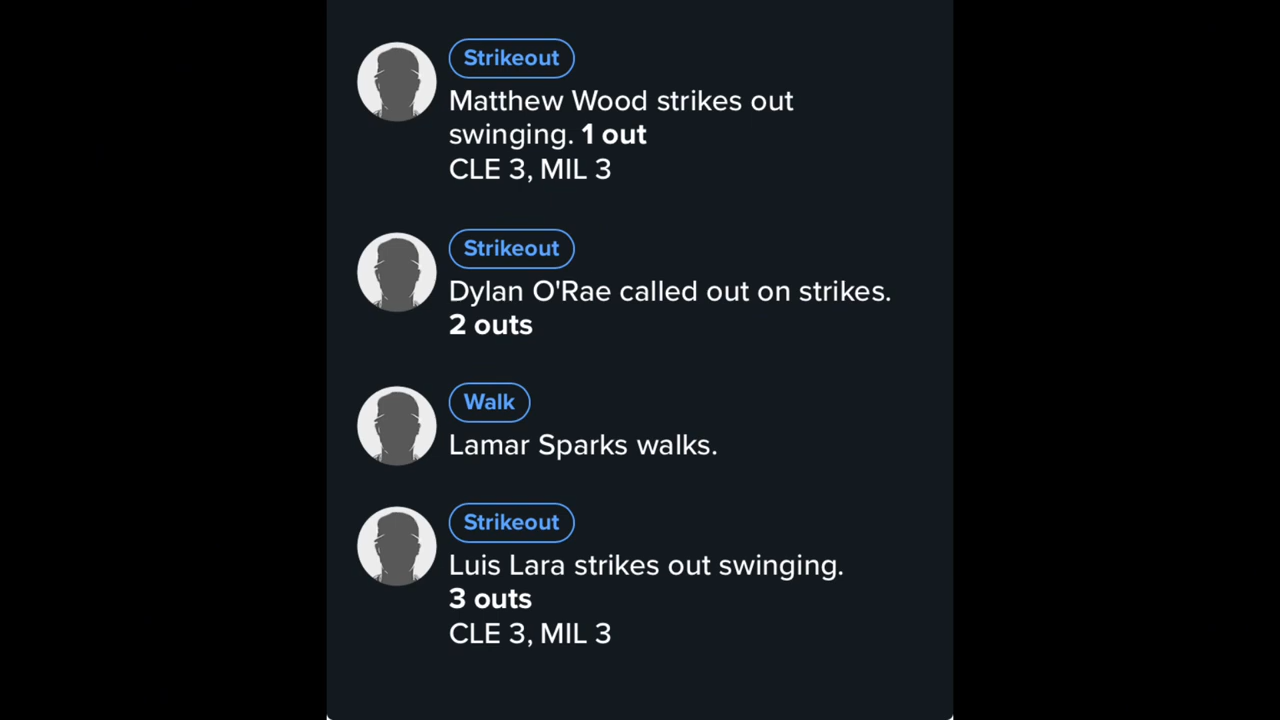 Strikeout
Matthew Wood strikes out
swinging. 1 out
CLE 3, MIL 3
Strikeout
Dylan O'Rae called out on strikes.
2 outs
Walk
Lamar Sparks walks.
Strikeout
Luis Lara strikes out swinging.
3 outs
CLE 3, MIL 3